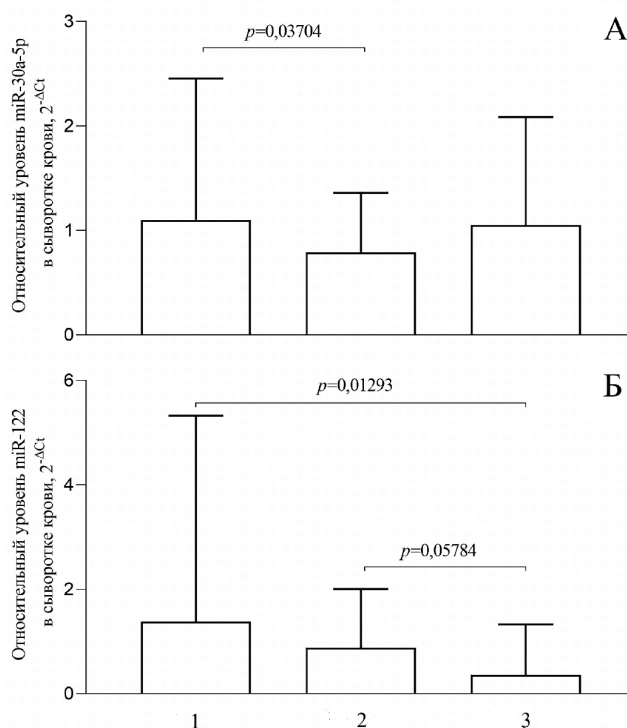 А
p=0,03704
Относительный уровень miR-30a-5p
в сыворотке крови, 2^-ΔCt
3
2
1
0
Б
p=0,01293
p=0,05784
Относительный уровень miR-122
в сыворотке крови, 2^-ΔCt
6
4
2
0
1 2 3